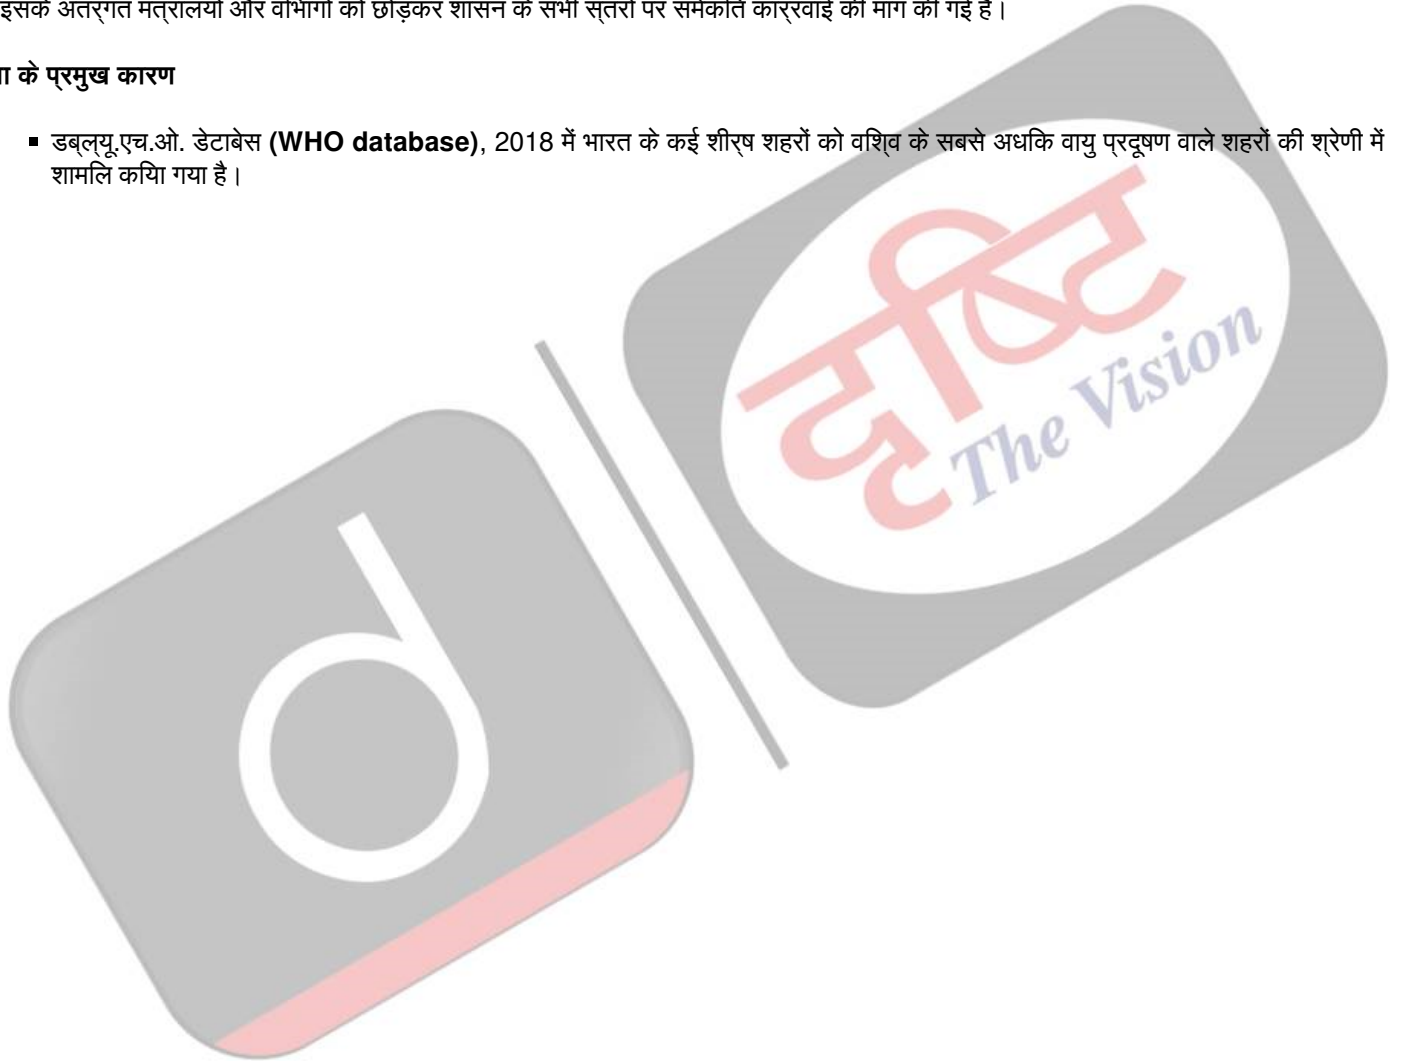 इसके अंतर्गत मंत्रालयों और विभागों को छोड़कर शासन के सभी स्तरों पर समेकित कार्रवाई की मांग की गई है।
के प्रमुख कारण
▪ डब्ल्यू.एच.ओ. डेटाबेस (WHO database), 2018 में भारत के कई शीर्ष शहरों को विश्व के सबसे अधिक वायु प्रदूषण वाले शहरों की श्रेणी में
शामिल किया गया है।
दृष्टि
The Vision
d